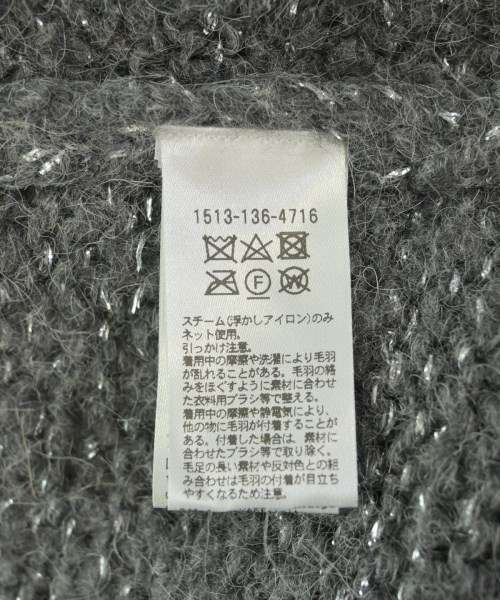 1513-136-4716
F
W
スチーム(浮かしアイロン)のみ
ネット使用。
引っかけ注意。
着用中の摩擦や洗濯により毛羽
が乱れることがある。毛羽の絡
みをほぐすように素材に合わせ
た衣料用ブラシ等で整える。
着用中の摩擦や静電気により、
他の物に毛羽が付着することが
ある。付着した場合は、素材に
合わせたブラシ等で取り除く。
毛足の長い素材や反対色との組
み合わせは毛羽の付着が目立ち
やすくなるため注意。